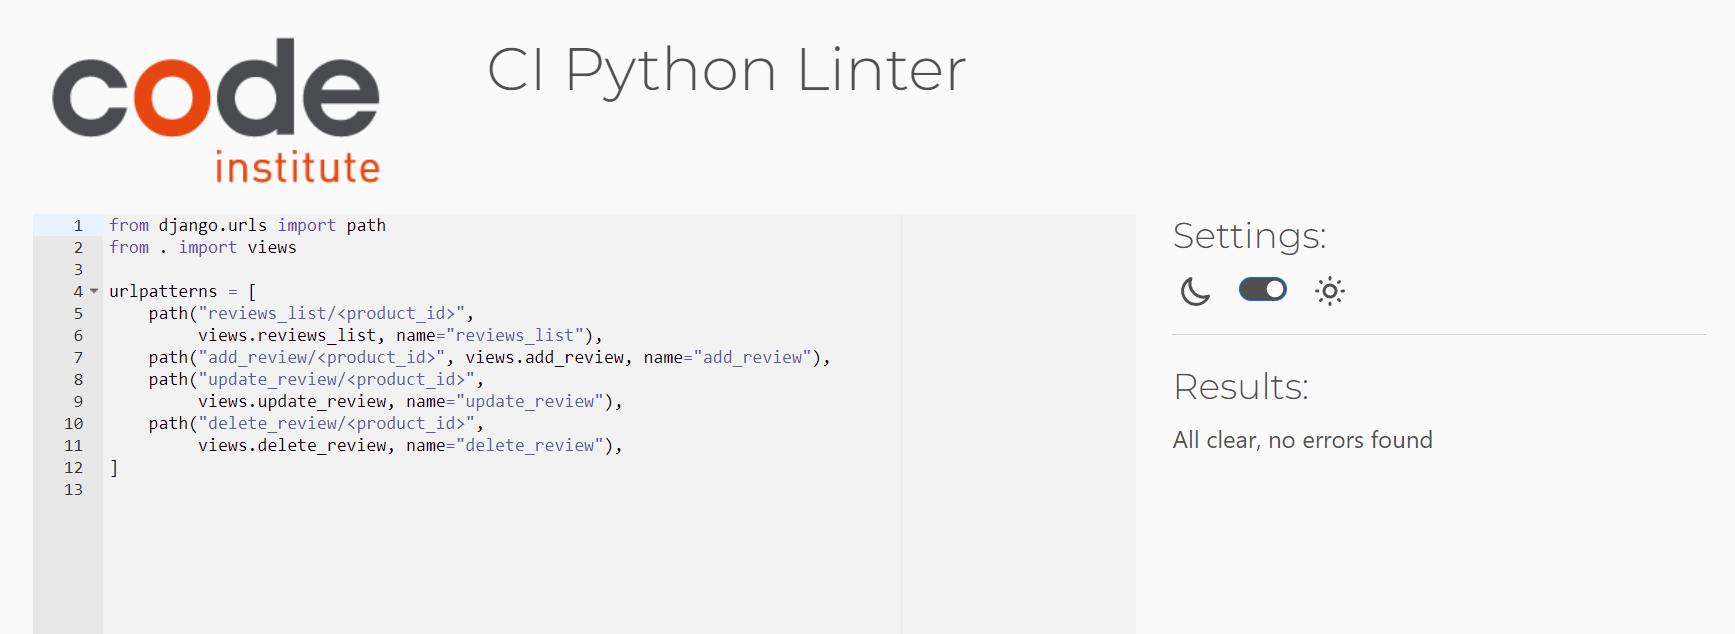 code
institute
CI Python Linter
1 from django.urls import path
2 from . import views
3
4 urlpatterns = [
5     path("reviews_list/<product_id>",
6          views.reviews_list, name="reviews_list"),
7     path("add_review/<product_id>", views.add_review, name="add_review"),
8     path("update_review/<product_id>",
9          views.update_review, name="update_review"),
10     path("delete_review/<product_id>",
11          views.delete_review, name="delete_review"),
12 ]
13
Settings:
Results:
All clear, no errors found